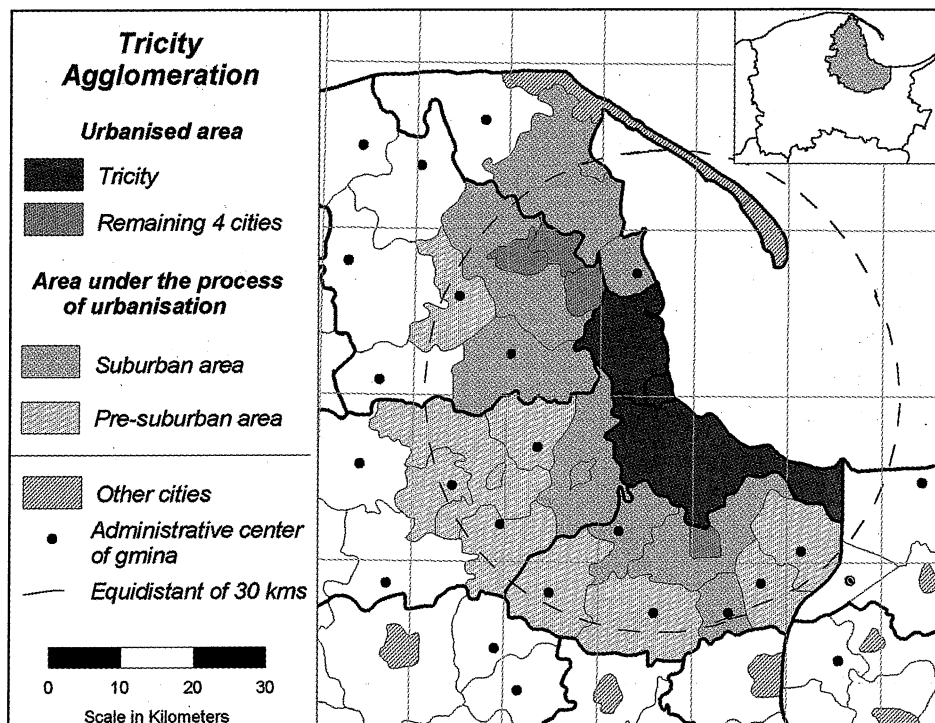 Tricity
Agglomeration
Urbanised area
Tricity
Remaining 4 cities
Area under the process
of urbanisation
Suburban area
Pre-suburban area
Other cities
Administrative center
of gmina
Equidistant of 30 kms
0 10 20 30
Scale in Kilometers